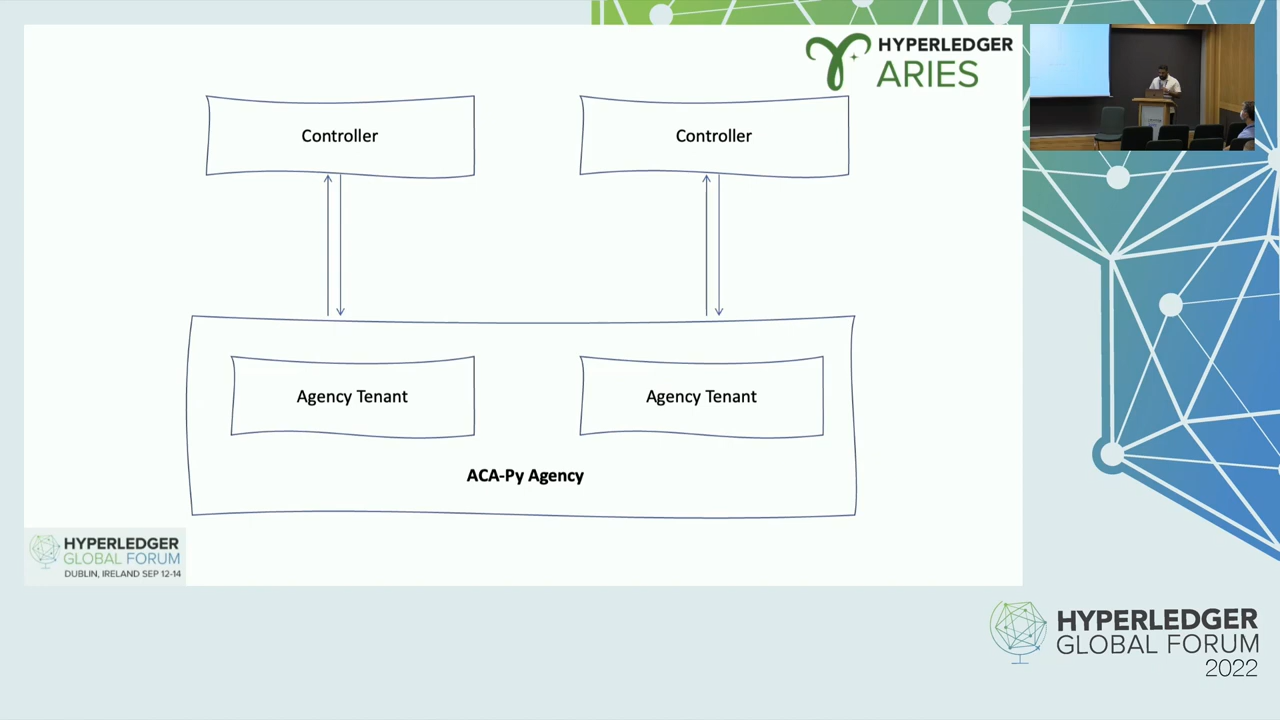 HYPERLEDGER
ARIES
Controller
Controller
Agency Tenant
Agency Tenant
ACA-Py Agency
HYPERLEDGER
GLOBAL FORUM
DUBLIN, IRELAND SEP 12-14
HYPERLEDGER
GLOBAL FORUM
2022